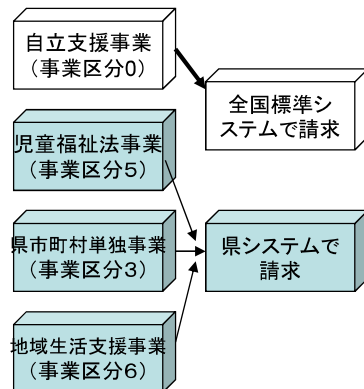 自立支援事業
（事業区分0）
全国標準シ
ステムで請求
児童福祉法事業
（事業区分5）
県市町村単独事業
（事業区分3）
県システムで
請求
地域生活支援事業
（事業区分6）